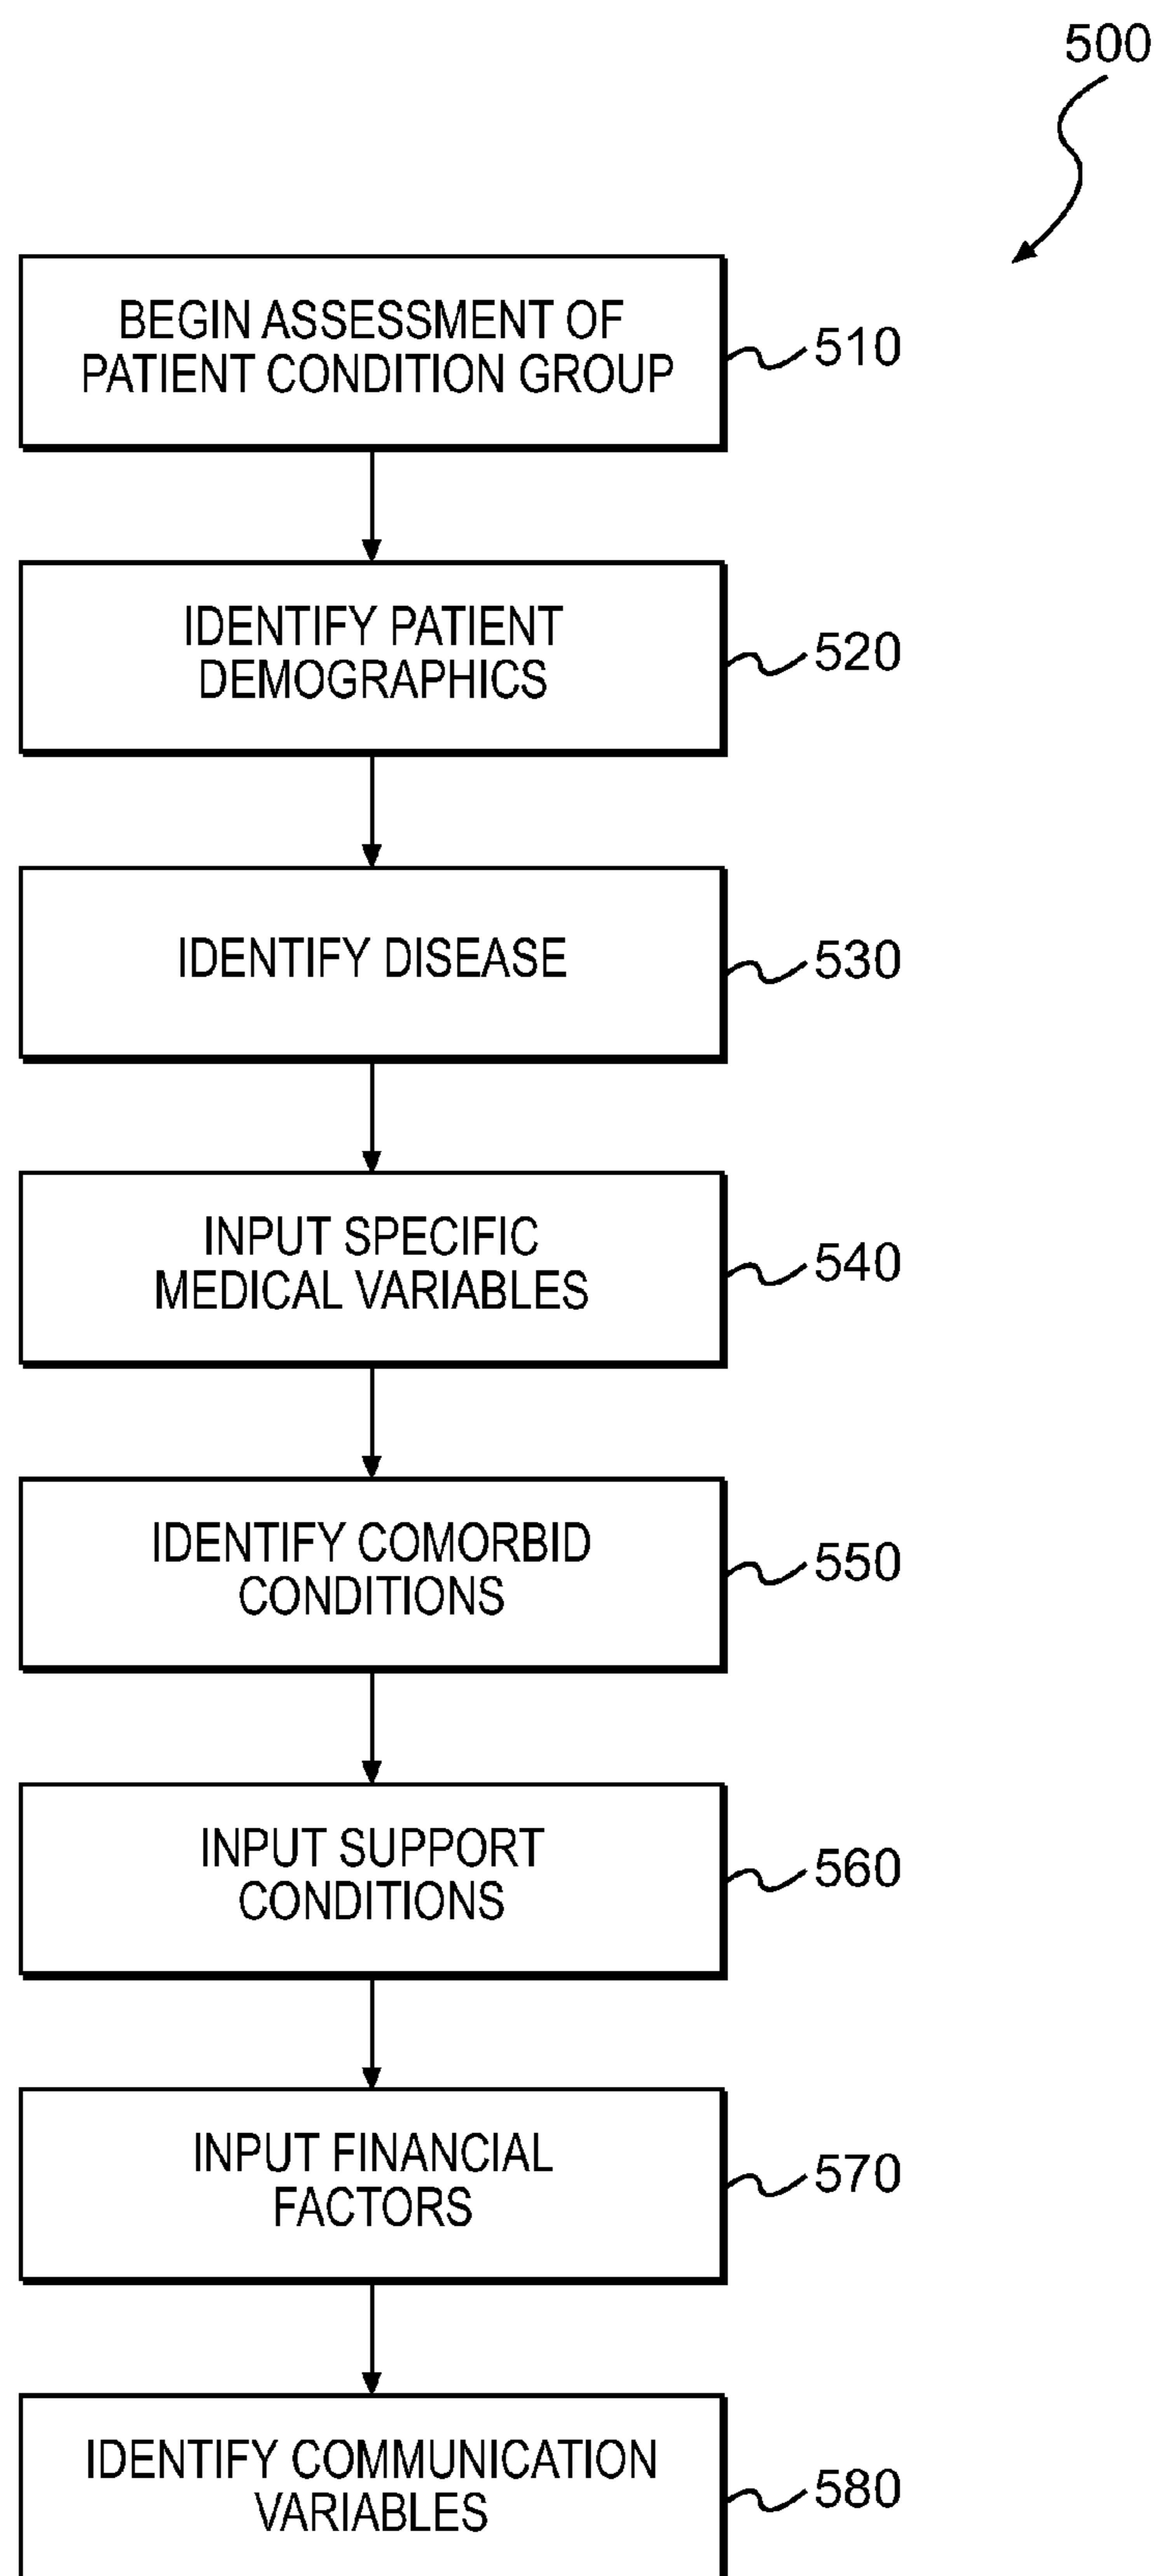 500
BEGIN ASSESSMENT OF
PATIENT CONDITION GROUP
510
IDENTIFY PATIENT
DEMOGRAPHICS
520
IDENTIFY DISEASE
530
INPUT SPECIFIC
MEDICAL VARIABLES
540
IDENTIFY COMORBID
CONDITIONS
550
INPUT SUPPORT
CONDITIONS
560
INPUT FINANCIAL
FACTORS
570
IDENTIFY COMMUNICATION
VARIABLES
580